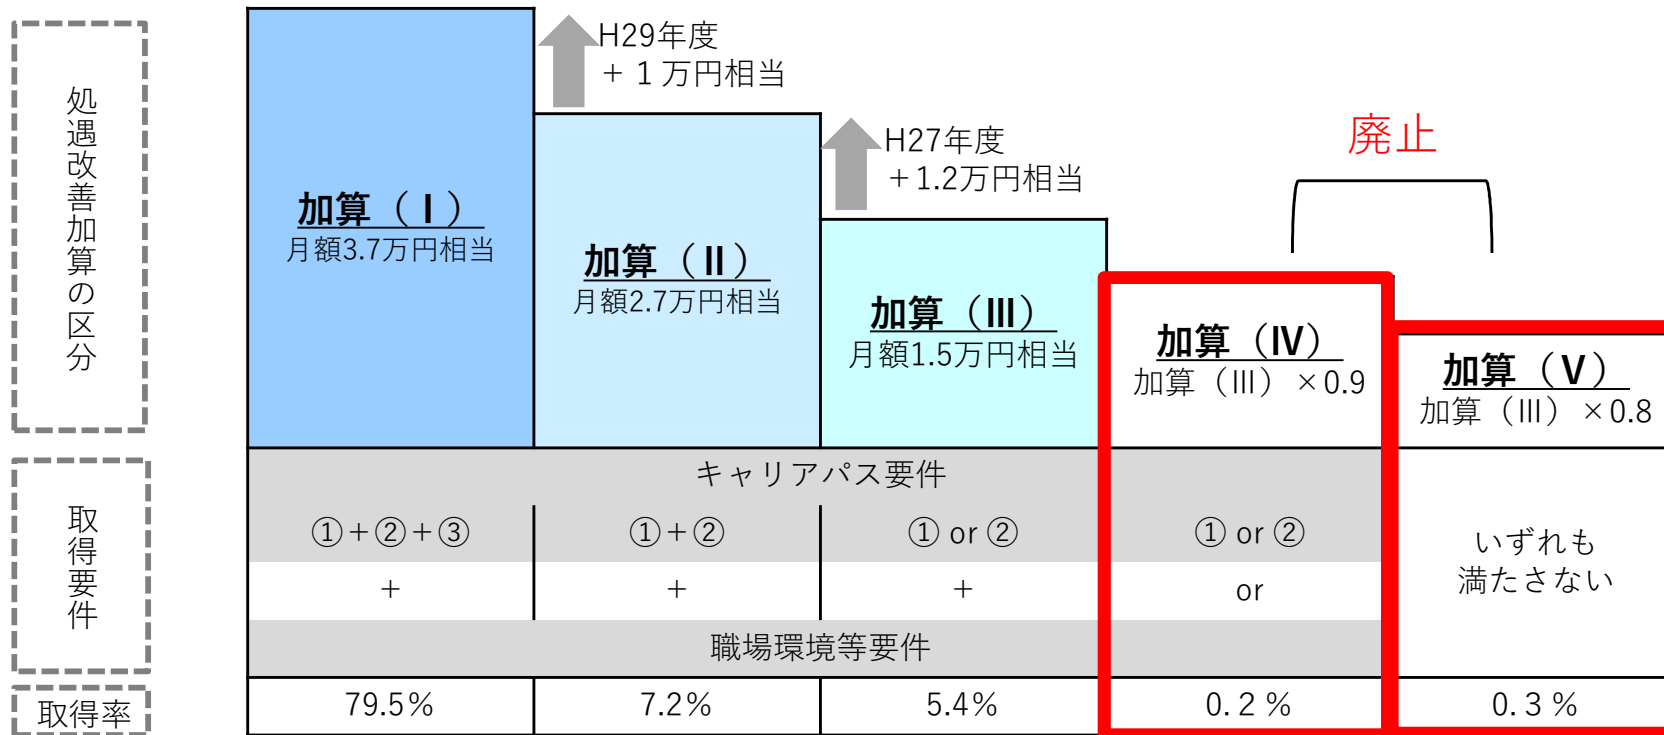 処遇改善加算の区分
H29年度
＋１万円相当
H27年度
＋1.2万円相当
廃止
加算（Ⅰ）
月額3.7万円相当
加算（Ⅱ）
月額2.7万円相当
加算（Ⅲ）
月額1.5万円相当
加算（Ⅳ）
加算（Ⅲ）×0.9
加算（Ⅴ）
加算（Ⅲ）×0.8
取得要件
キャリアパス要件
①＋②＋③
①＋②
① or ②
① or ②
＋
＋
＋
or
職場環境等要件
いずれも
満たさない
取得率
79.5%
7.2%
5.4%
0.２%
0.３%